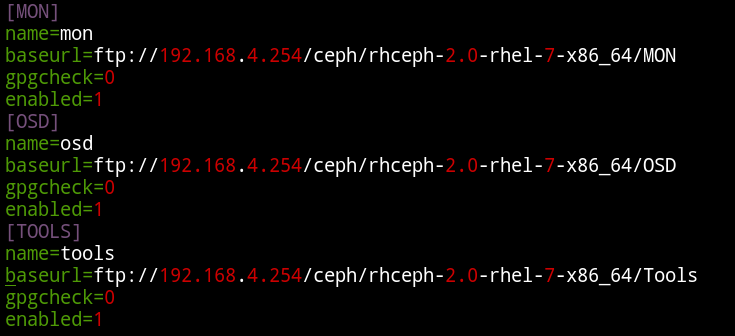 [MON]
name=mon
baseurl=ftp://192.168.4.254/ceph/rhceph-2.0-rhel-7-x86_64/MON
gpgcheck=0
enabled=1
[OSD]
name=osd
baseurl=ftp://192.168.4.254/ceph/rhceph-2.0-rhel-7-x86_64/OSD
gpgcheck=0
enabled=1
[TOOLS]
name=tools
baseurl=ftp://192.168.4.254/ceph/rhceph-2.0-rhel-7-x86_64/Tools
gpgcheck=0
enabled=1